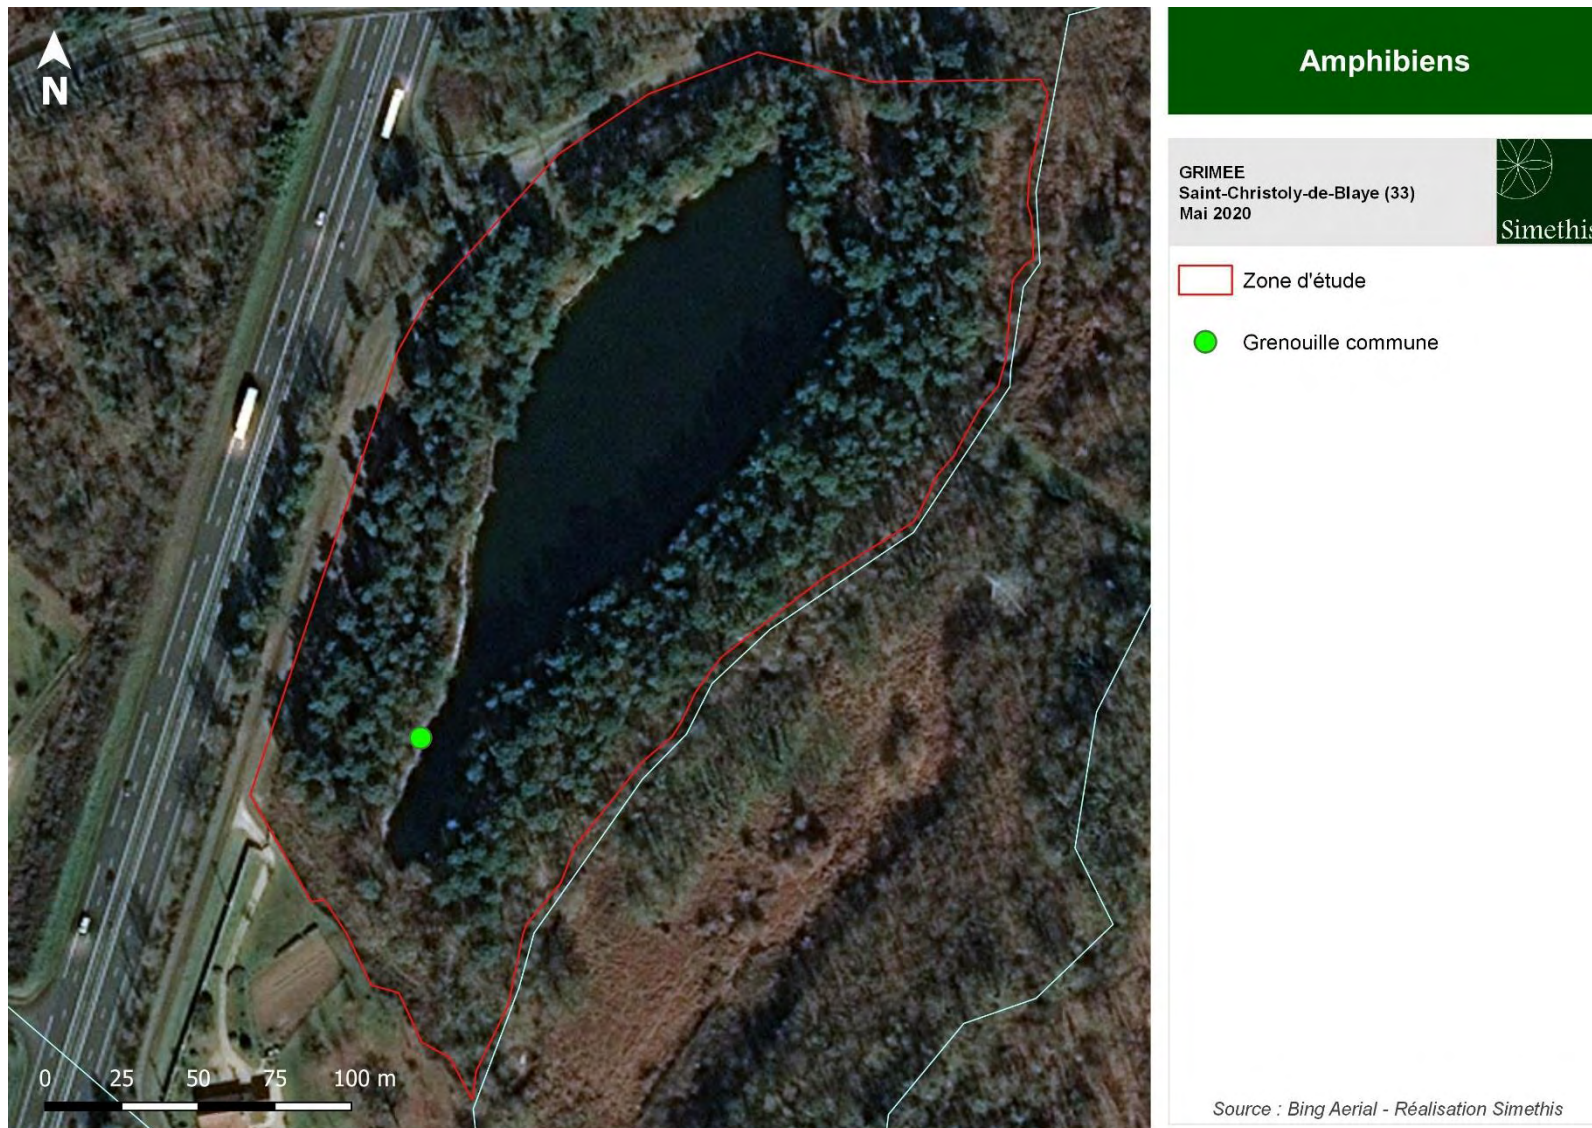 N
Amphibiens
GRIMEE
Saint-Christoly-de-Blaye (33)
Mai 2020
Simethis
Zone d'étude
Grenouille commune
0 25 50 75 100 m
Source : Bing Aerial - Réalisation Simethis